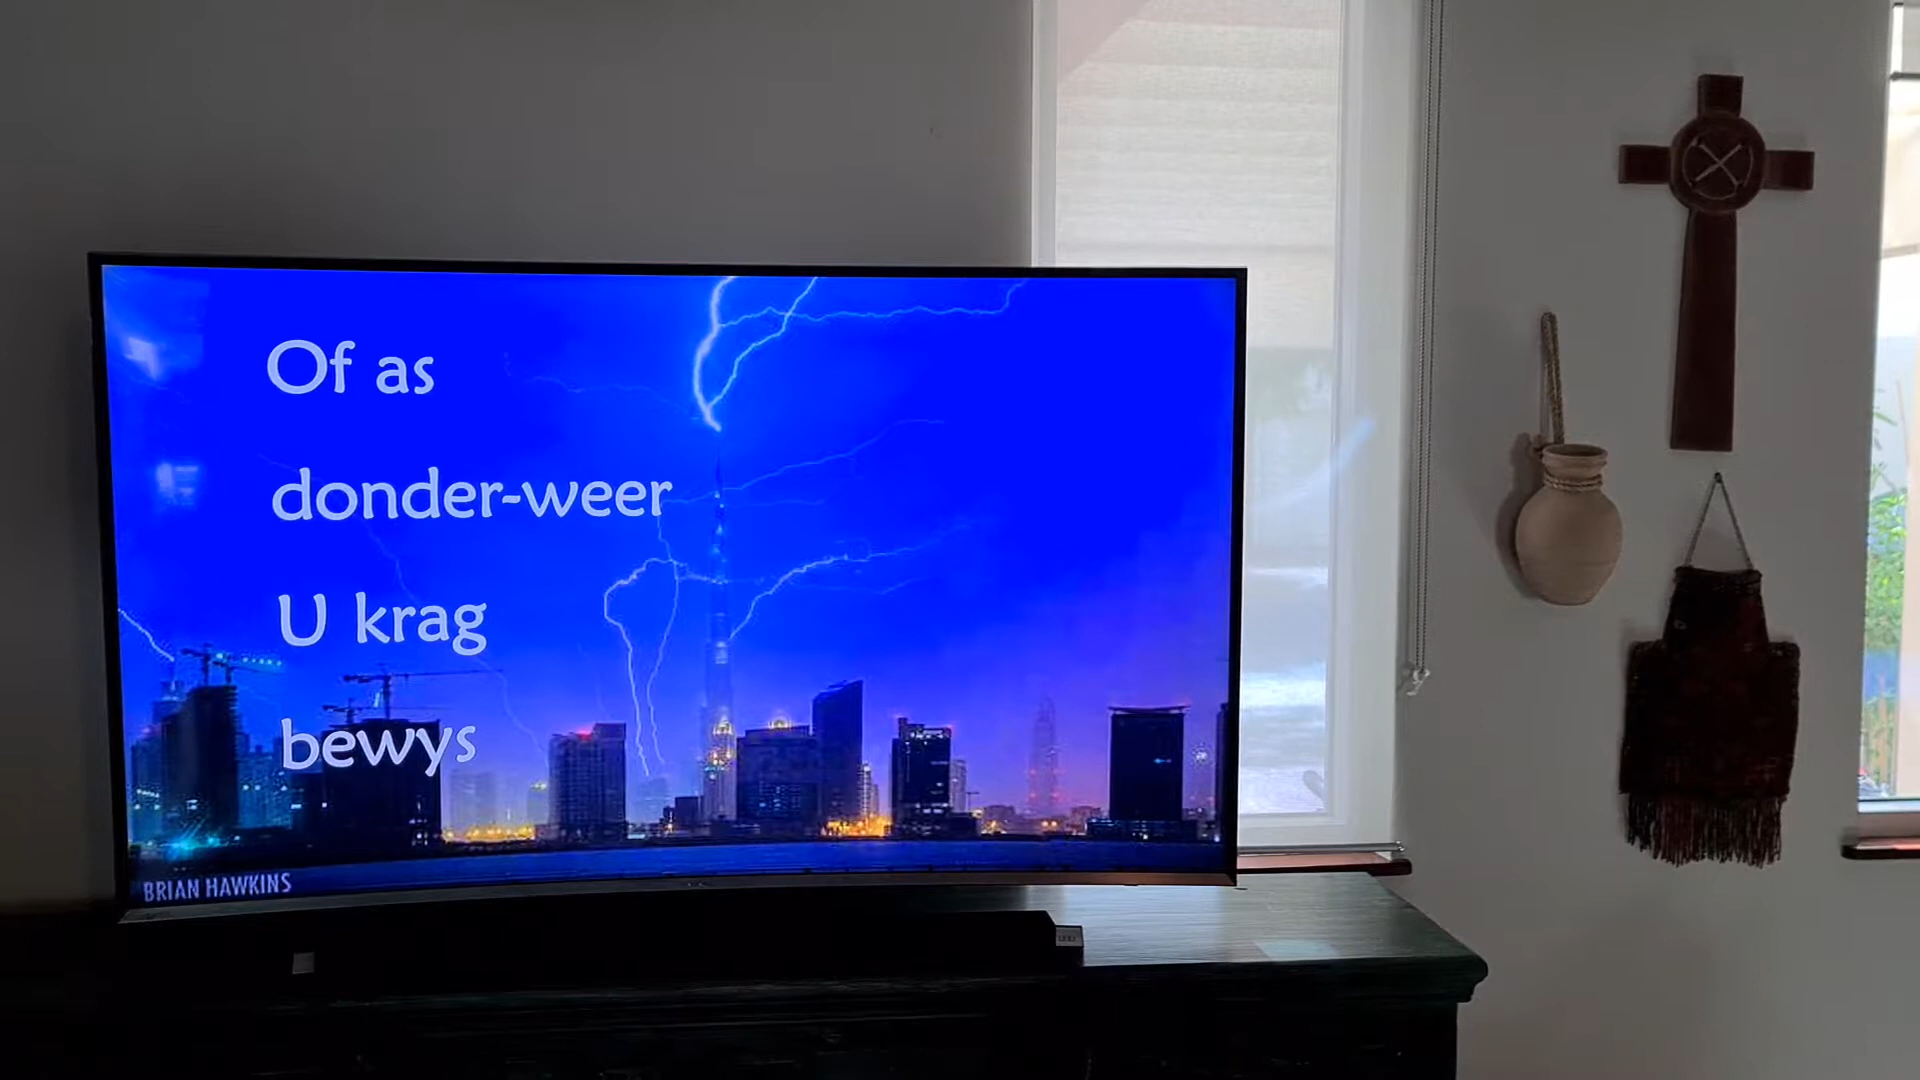 Of as
donder-weer
U krag
bewys
BRIAN HAWKINS